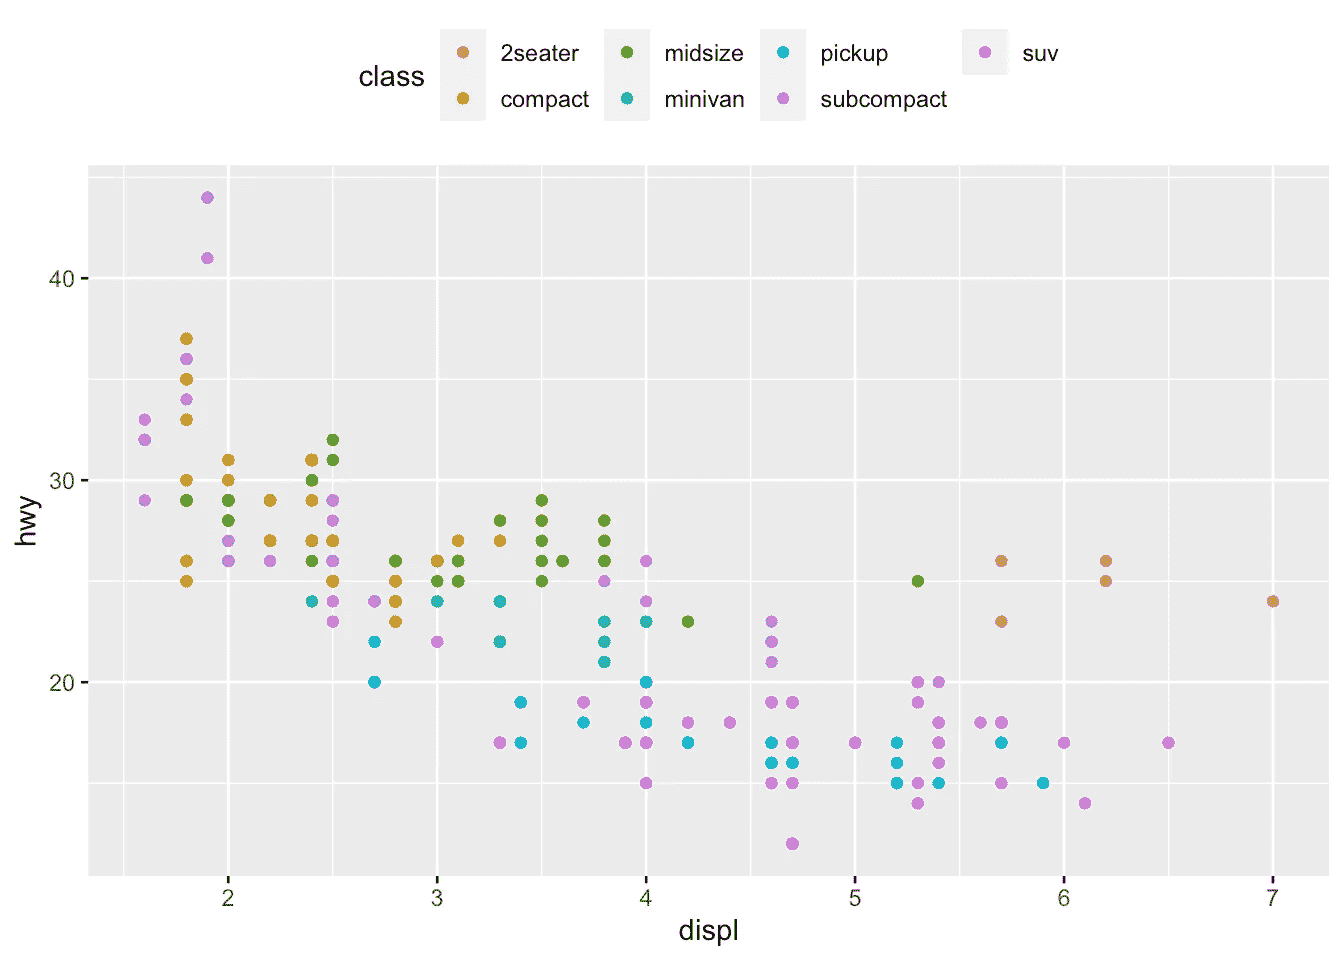 class
2seater midsize pickup suv
compact minivan subcompact
40
30
20
hwy
2 3 4 5 6 7
displ